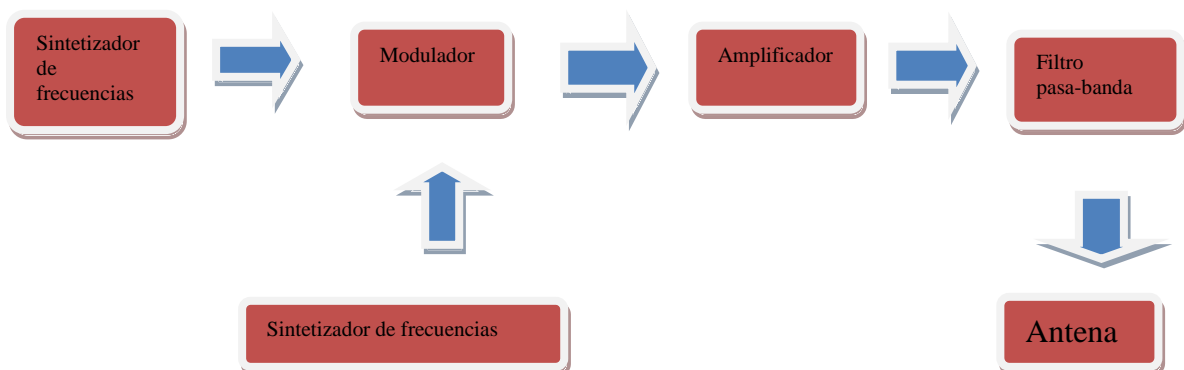 Sintetizador
de
frecuencias
Modulador
Amplificador
Filtro
pasa-banda
Sintetizador de frecuencias
Antena